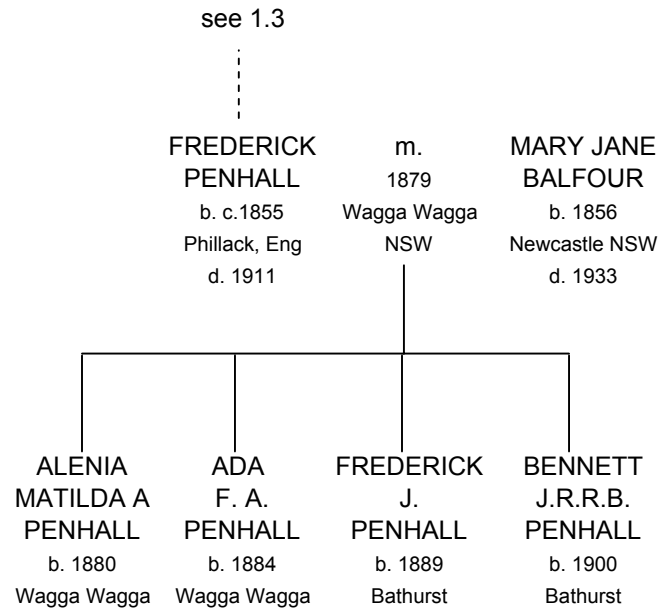 see 1.3
FREDERICK
PENHALL
b. c.1855
Phillack, Eng
d. 1911
m.
1879
Wagga Wagga
NSW
MARY JANE
BALFOUR
b. 1856
Newcastle NSW
d. 1933
ALENIA
MATILDA A
PENHALL
b. 1880
Wagga Wagga
ADA
F. A.
PENHALL
b. 1884
Wagga Wagga
FREDERICK
J.
PENHALL
b. 1889
Bathurst
BENNETT
J.R.R.B.
PENHALL
b. 1900
Bathurst